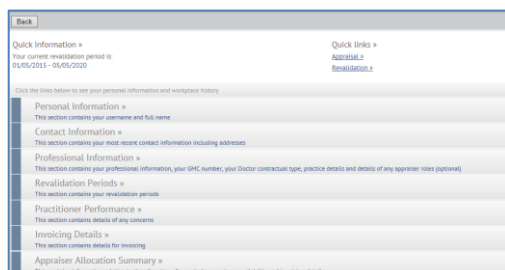 Back
Quick Information »
Your current revalidation period is:
01/05/2015 - 05/05/2020
Quick links »
Appraisal »
Revalidation »
Click the links below to see your personal information and workplace history
Personal Information »
This section contains your username and full name
Contact Information »
This section contains your most recent contact information including addresses
Professional Information »
This section contains your professional information, your GMC number, your Doctor contractual type, practice details and details of any appraiser roles (optional)
Revalidation Periods »
This section contains your revalidation periods
Practitioner Performance »
This section contains details of any concerns
Invoicing Details »
This section contains details for invoicing
Appraiser Allocation Summary »